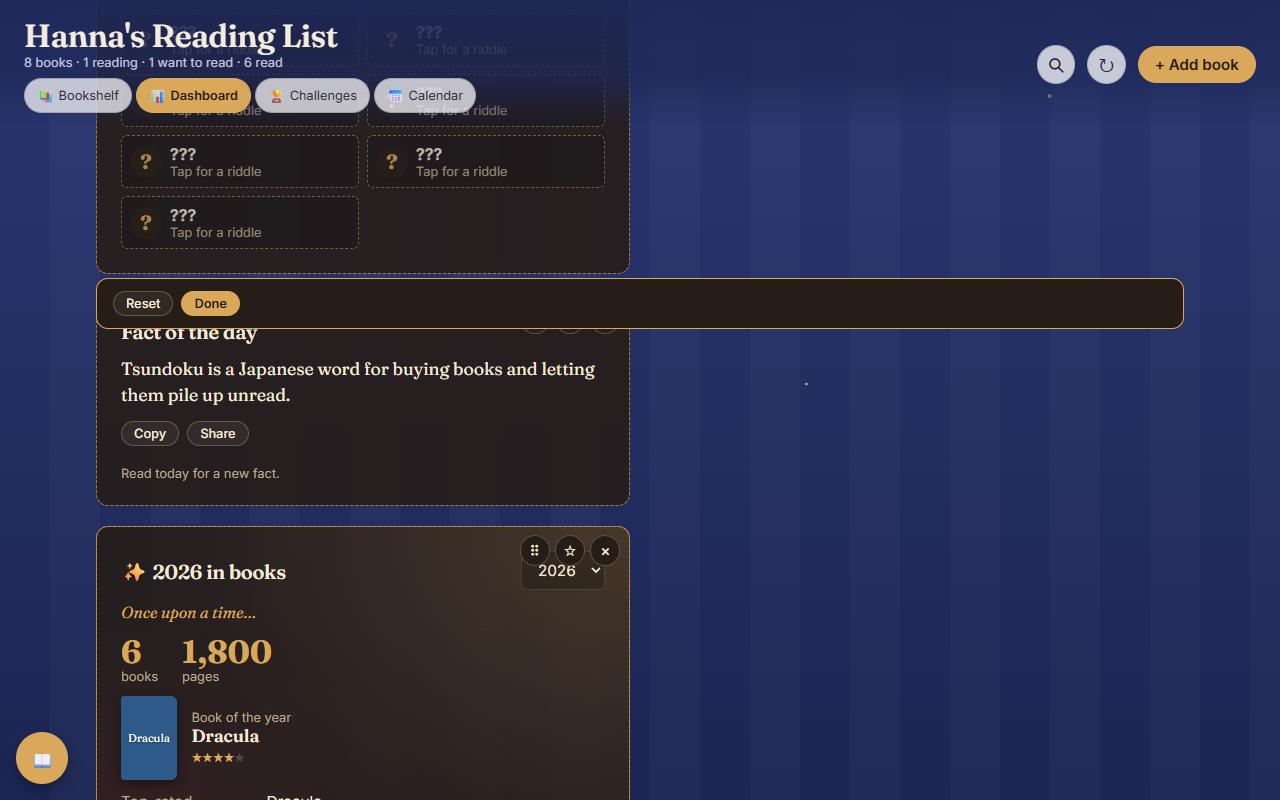 Hanna's Reading List
8 books · 1 reading · 1 want to read · 6 read
Bookshelf
Dashboard
Challenges
Calendar
+ Add book
???
Tap for a riddle
Tap for a riddle
Tap for a riddle
? ??? Tap for a riddle
? ??? Tap for a riddle
? ??? Tap for a riddle
Reset
Done
Fact of the day
Tsundoku is a Japanese word for buying books and letting
them pile up unread.
Copy
Share
Read today for a new fact.
2026 in books
2026
Once upon a time...
6
books
1,800
pages
Dracula
Book of the year
Dracula
Top-rated
Dracula